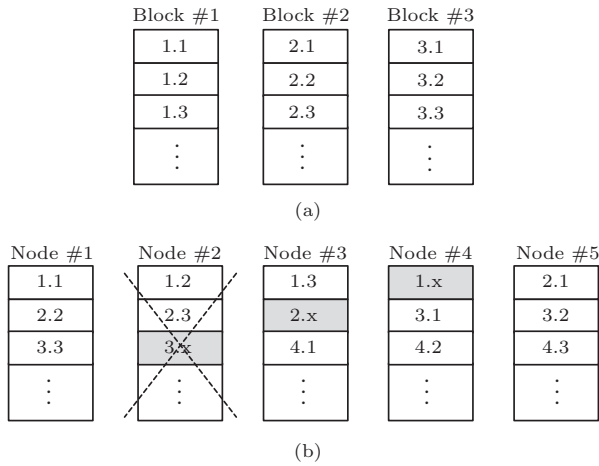 Block #1 Block #2 Block #3
1.1 2.1 3.1
1.2 2.2 3.2
1.3 2.3 3.3
⋮ ⋮ ⋮
(a)
Node #1 Node #2 Node #3 Node #4 Node #5
1.1 1.2 1.3 1.x 2.1
2.2 2.3 2.x 3.1 3.2
3.3 3.x 4.1 4.2 4.3
⋮ ⋮ ⋮ ⋮ ⋮
(b)